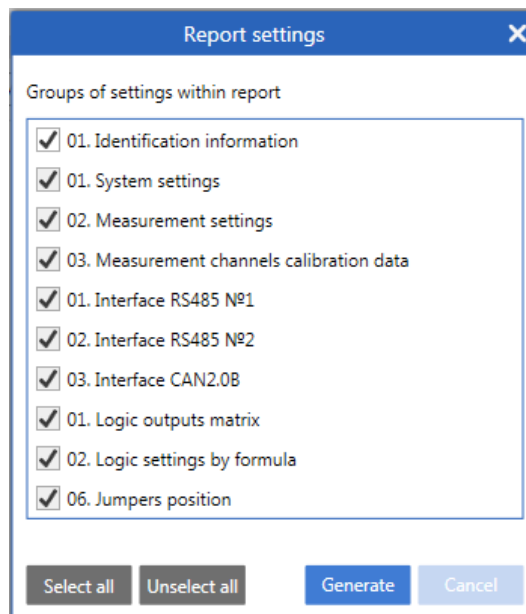 Report settings
Groups of settings within report
01. Identification information
01. System settings
02. Measurement settings
03. Measurement channels calibration data
01. Interface RS485 №1
02. Interface RS485 №2
03. Interface CAN2.0B
01. Logic outputs matrix
02. Logic settings by formula
06. Jumpers position
Select all Unselect all Generate Cancel